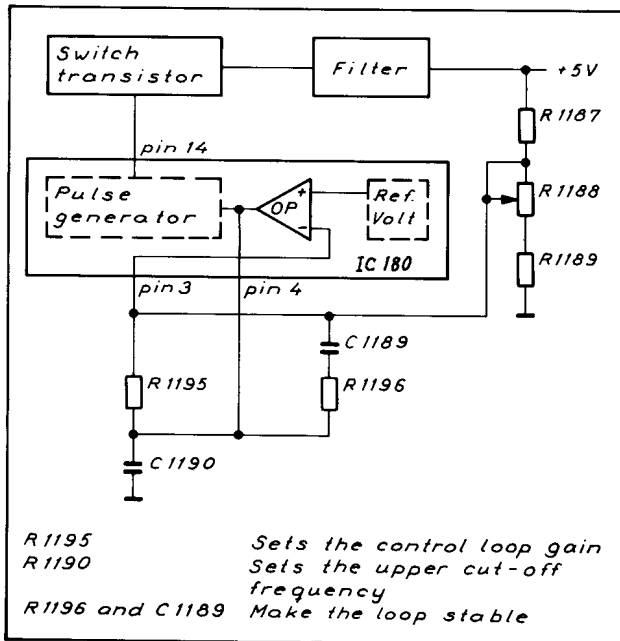 Switch
transistor
Filter
+5V
R1187
pin 14
Pulse
generator
OP
+
-
Ref.
Volt
R1188
IC 180
R1189
pin 3
pin 4
C1189
R1195
R1196
C1190
R1195 Sets the control loop gain
R1190 Sets the upper cut-off
frequency
R1196 and C1189 Make the loop stable